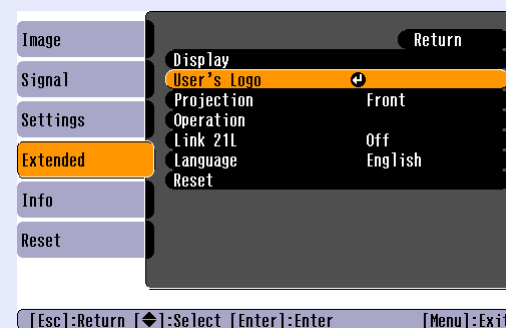 Image
Signal
Settings
Extended
Info
Reset
Return
Display
User's Logo
Projection Front
Operation
Link 21L Off
Language English
Reset
[Esc]:Return [◆]:Select [Enter]:Enter [Menu]:Exit